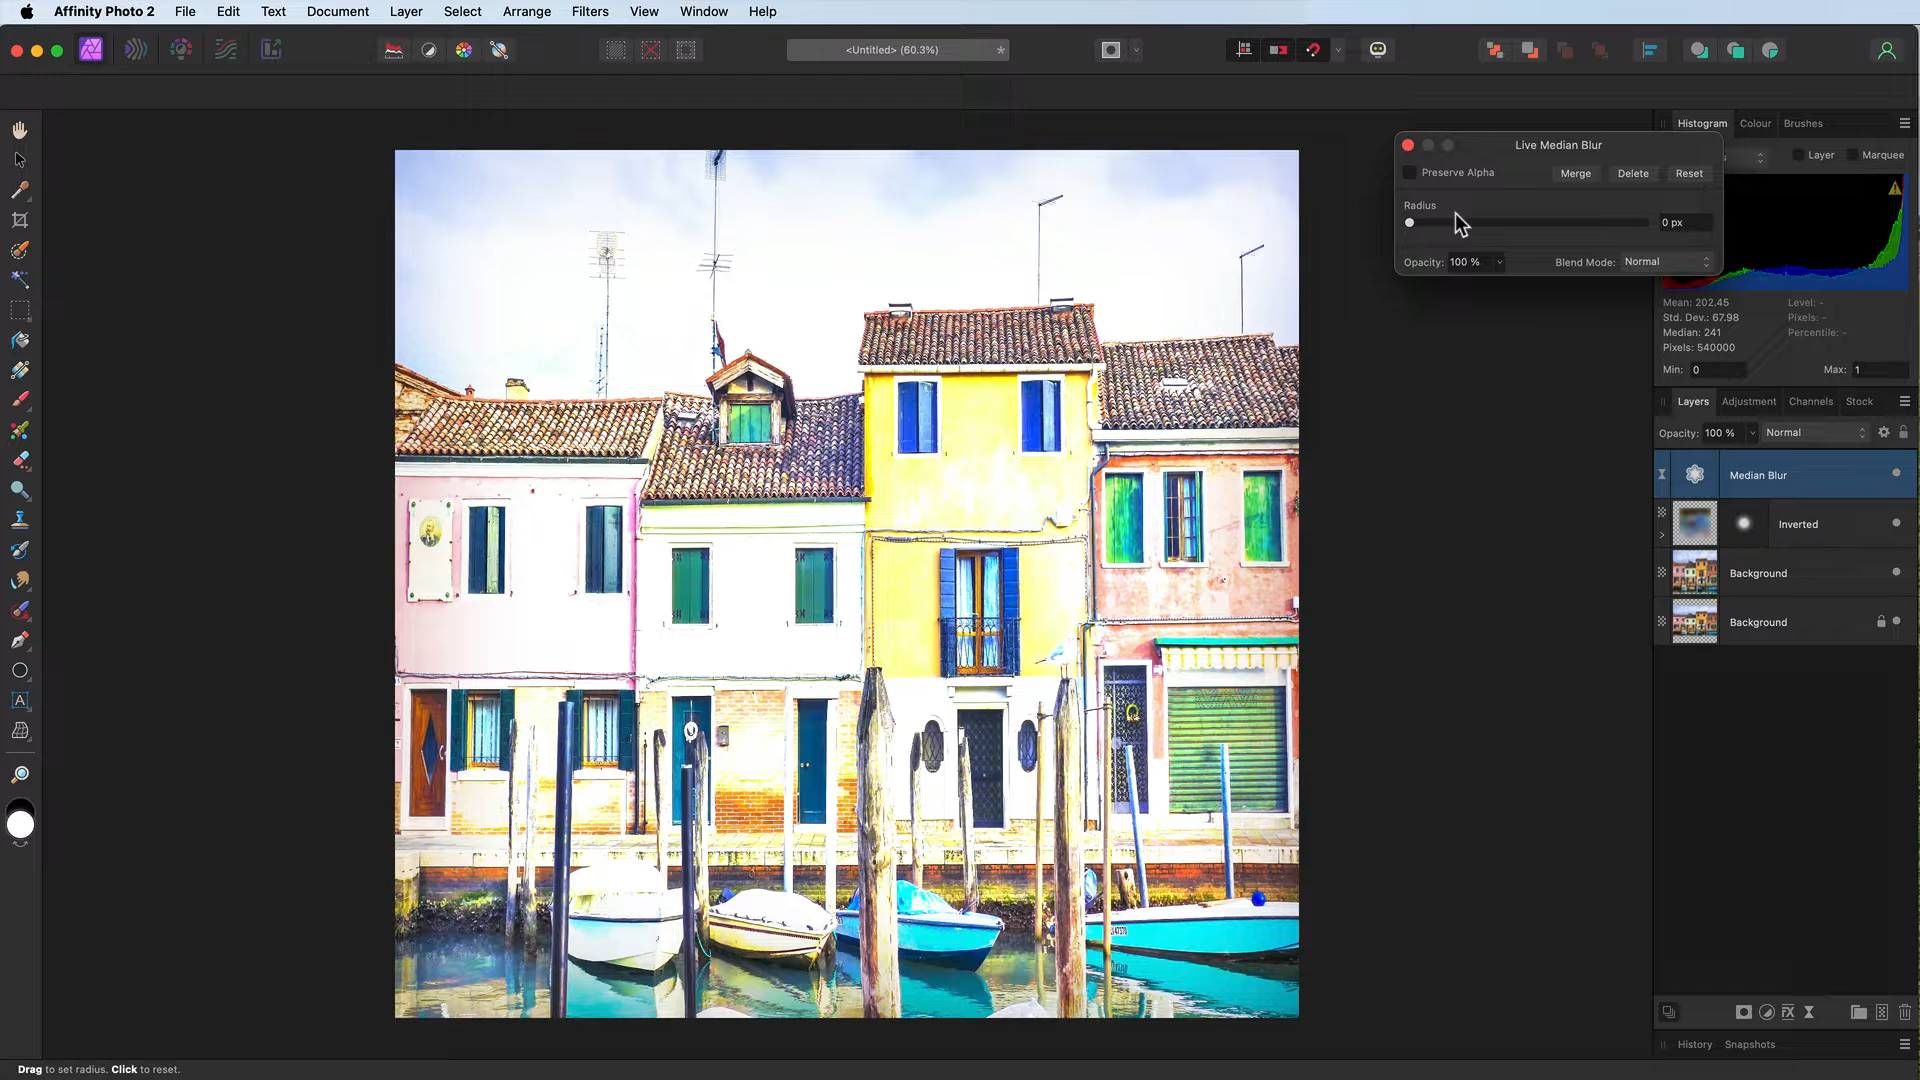 Affinity Photo 2 File Edit Text Document Layer Select Arrange Filters View Window Help
<Untitled> (60.3%)
Histogram Colour Brushes
Live Median Blur
Layer Marquee
Preserve Alpha Merge Delete Reset
Radius
0 px
Opacity: 100 % Blend Mode: Normal
Mean: 202.45 Level: -
Std. Dev.: 67.98 Pixels: -
Median: 241 Percentile: -
Pixels: 540000
Min: 0 Max: 1
Layers Adjustment Channels Stock
Opacity: 100 % Normal
Median Blur
Inverted
Background
Background
History Snapshots
Drag to set radius. Click to reset.